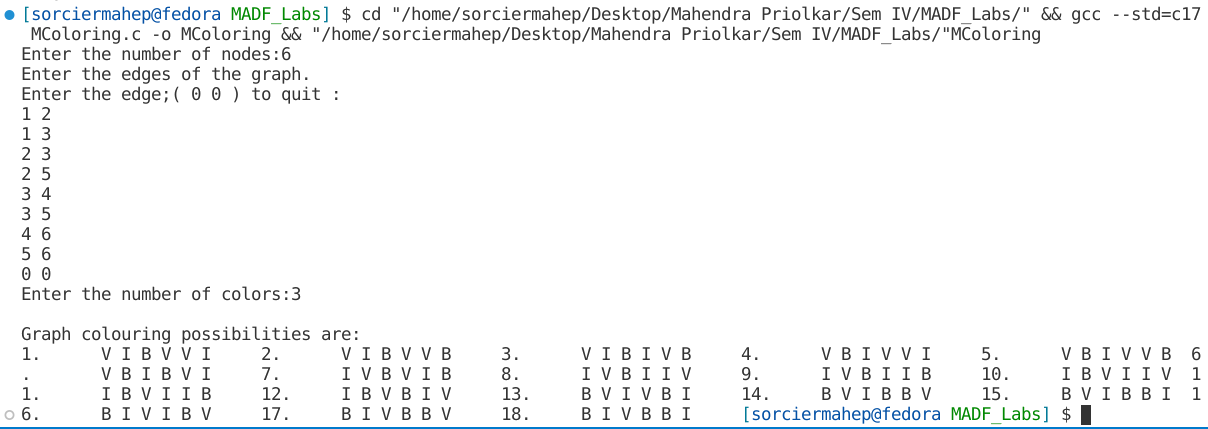 [sorciermahep@fedora MADF_Labs] $ cd "/home/sorciermahep/Desktop/Mahendra Priolkar/Sem IV/MADF_Labs/" && gcc --std=c17
MColoring.c -o MColoring && "/home/sorciermahep/Desktop/Mahendra Priolkar/Sem IV/MADF_Labs/"MColoring
Enter the number of nodes:6
Enter the edges of the graph.
Enter the edge;( 0 0 ) to quit :
1 2
1 3
2 3
2 5
3 4
3 5
4 6
5 6
0 0
Enter the number of colors:3
Graph colouring possibilities are:
1. V I B V V I 2. V I B V V B 3. V I B I V B 4. V B I V V I 5. V B I V V B 6
. V B I B V I 7. I V B V I B 8. I V B I I V 9. I V B I I B 10. I B V I I V 1
1. I B V I I B 12. I B V B I V 13. B V I V B I 14. B V I B B V 15. B V I B B I 1
6. B I V I B V 17. B I V B B V 18. B I V B B I [sorciermahep@fedora MADF_Labs] $